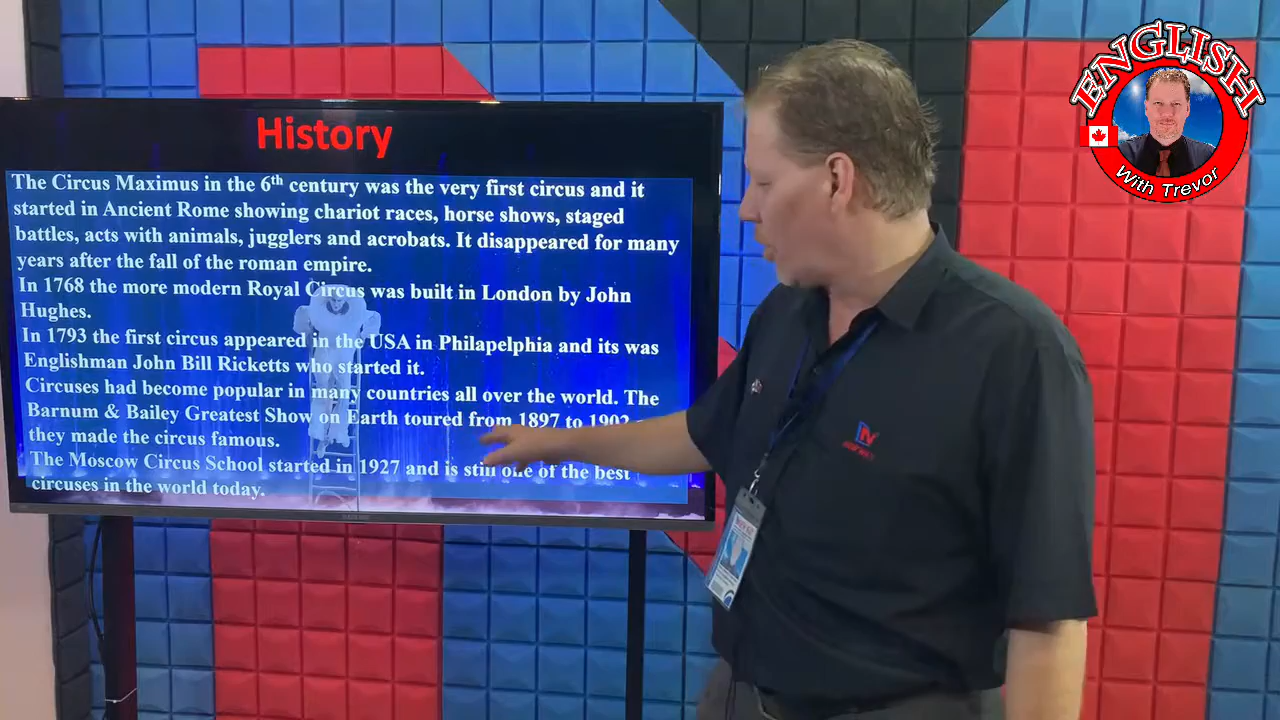 History
The Circus Maximus in the 6th century was the very first circus and it
started in Ancient Rome showing chariot races, horse shows, staged
battles, acts with animals, jugglers and acrobats. It disappeared for many
years after the fall of the roman empire.
In 1768 the more modern Royal Circus was built in London by John
Hughes.
In 1793 the first circus appeared in the USA in Philapelphia and its was
Englishman John Bill Ricketts who started it.
Circuses had become popular in many countries all over the world. The
Barnum & Bailey Greatest Show on Earth toured from 1897 to 1902
they made the circus famous.
The Moscow Circus School started in 1927 and is still one of the best
circuses in the world today.
ENGLISH
With Trevor